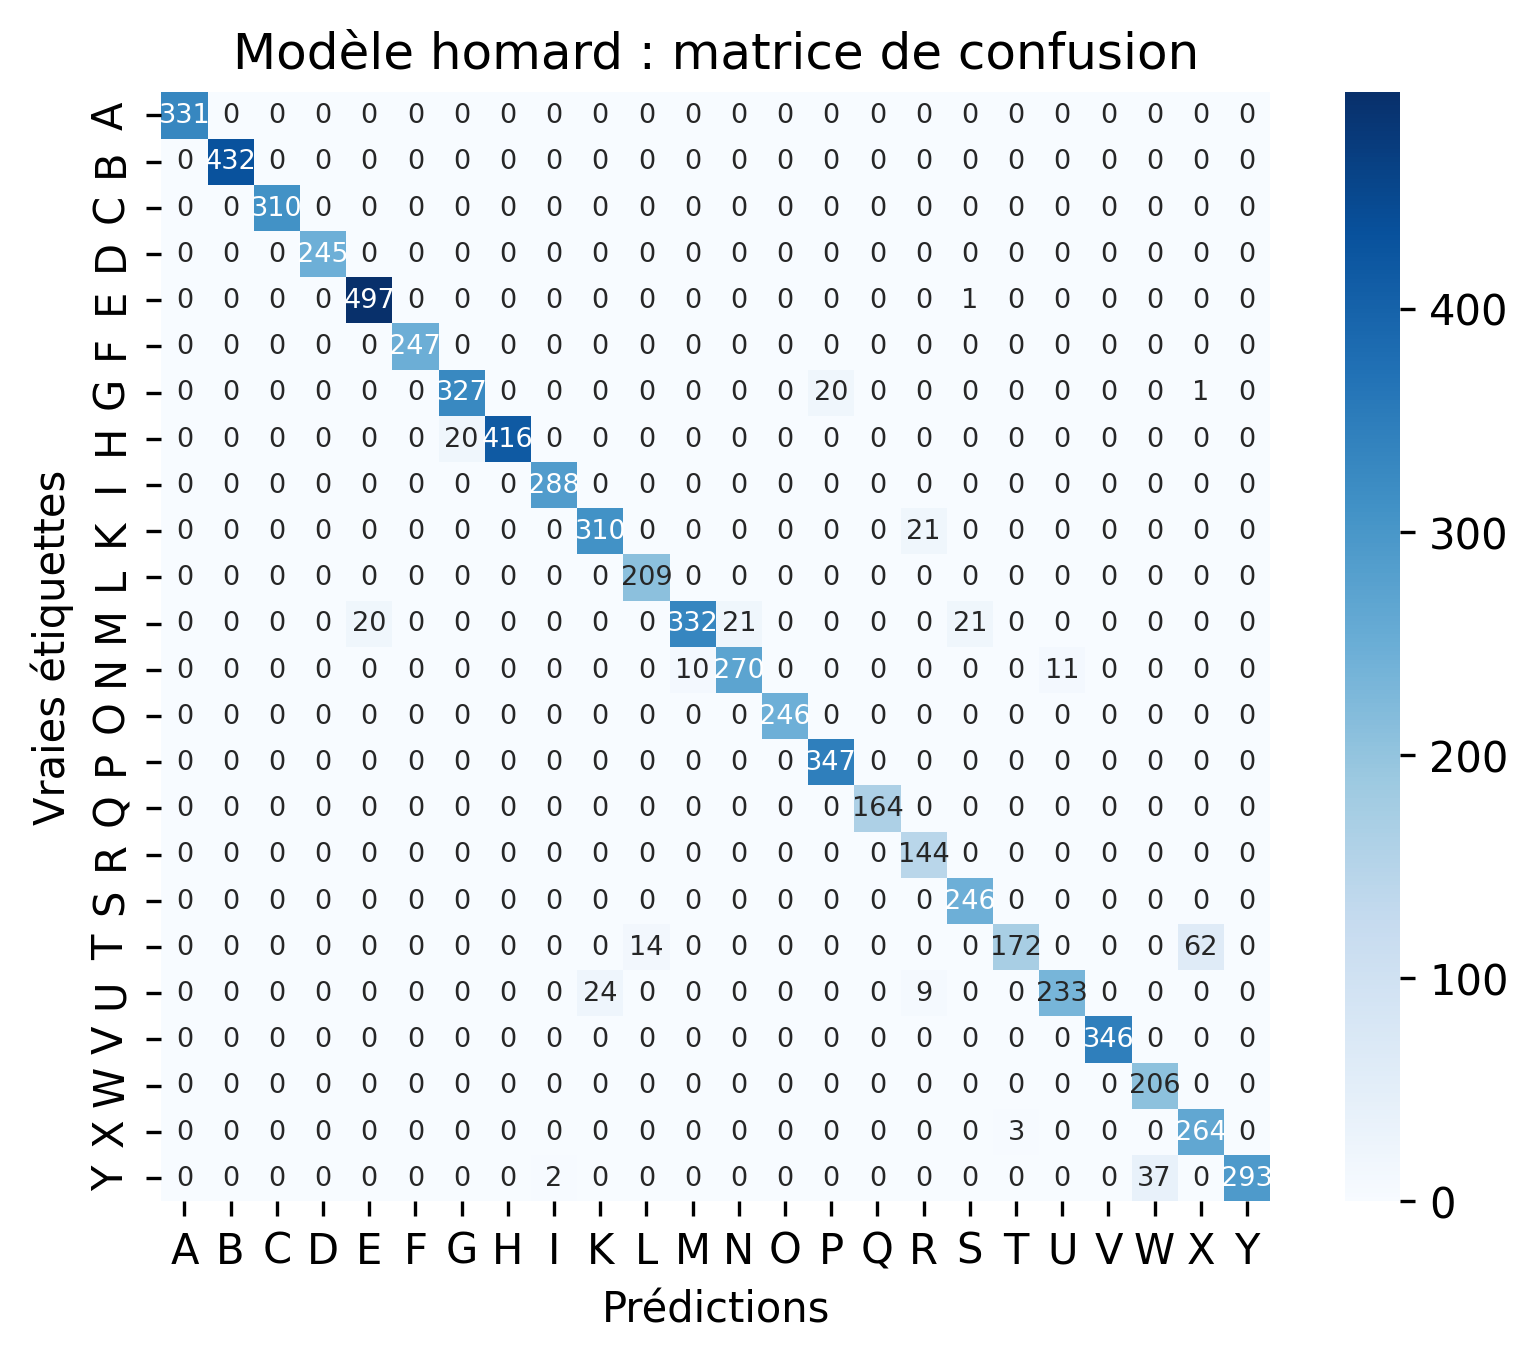 Modèle homard : matrice de confusion
A 331 0 0 0 0 0 0 0 0 0 0 0 0 0 0 0 0 0 0 0 0 0 0 0
B 0 432 0 0 0 0 0 0 0 0 0 0 0 0 0 0 0 0 0 0 0 0 0 0
C 0 0 310 0 0 0 0 0 0 0 0 0 0 0 0 0 0 0 0 0 0 0 0 0
D 0 0 0 245 0 0 0 0 0 0 0 0 0 0 0 0 0 0 0 0 0 0 0 0
E 0 0 0 0 497 0 0 0 0 0 0 0 0 0 0 0 0 1 0 0 0 0 0 0
F 0 0 0 0 0 247 0 0 0 0 0 0 0 0 0 0 0 0 0 0 0 0 0 0
G 0 0 0 0 0 0 327 0 0 0 0 0 0 0 20 0 0 0 0 0 0 0 1 0
H 0 0 0 0 0 0 20 416 0 0 0 0 0 0 0 0 0 0 0 0 0 0 0 0
I 0 0 0 0 0 0 0 0 288 0 0 0 0 0 0 0 0 0 0 0 0 0 0 0
K 0 0 0 0 0 0 0 0 0 310 0 0 0 0 0 0 21 0 0 0 0 0 0 0
L 0 0 0 0 0 0 0 0 0 0 209 0 0 0 0 0 0 0 0 0 0 0 0 0
M 0 0 0 0 20 0 0 0 0 0 0 332 21 0 0 0 0 21 0 0 0 0 0 0
N 0 0 0 0 0 0 0 0 0 0 0 10 270 0 0 0 0 0 0 11 0 0 0 0
O 0 0 0 0 0 0 0 0 0 0 0 0 0 246 0 0 0 0 0 0 0 0 0 0
P 0 0 0 0 0 0 0 0 0 0 0 0 0 0 347 0 0 0 0 0 0 0 0 0
Q 0 0 0 0 0 0 0 0 0 0 0 0 0 0 0 164 0 0 0 0 0 0 0 0
R 0 0 0 0 0 0 0 0 0 0 0 0 0 0 0 0 144 0 0 0 0 0 0 0
S 0 0 0 0 0 0 0 0 0 0 0 0 0 0 0 0 0 246 0 0 0 0 0 0
T 0 0 0 0 0 0 0 0 0 0 14 0 0 0 0 0 0 0 172 0 0 0 62 0
U 0 0 0 0 0 0 0 0 0 24 0 0 0 0 0 0 9 0 0 233 0 0 0 0
V 0 0 0 0 0 0 0 0 0 0 0 0 0 0 0 0 0 0 0 0 346 0 0 0
W 0 0 0 0 0 0 0 0 0 0 0 0 0 0 0 0 0 0 0 0 0 206 0 0
X 0 0 0 0 0 0 0 0 0 0 0 0 0 0 0 0 0 0 3 0 0 0 264 0
Y 0 0 0 0 0 0 0 0 2 0 0 0 0 0 0 0 0 0 0 0 0 37 0 293
A B C D E F G H I K L M N O P Q R S T U V W X Y
Prédictions
Vraies étiquettes
400
300
200
100
0